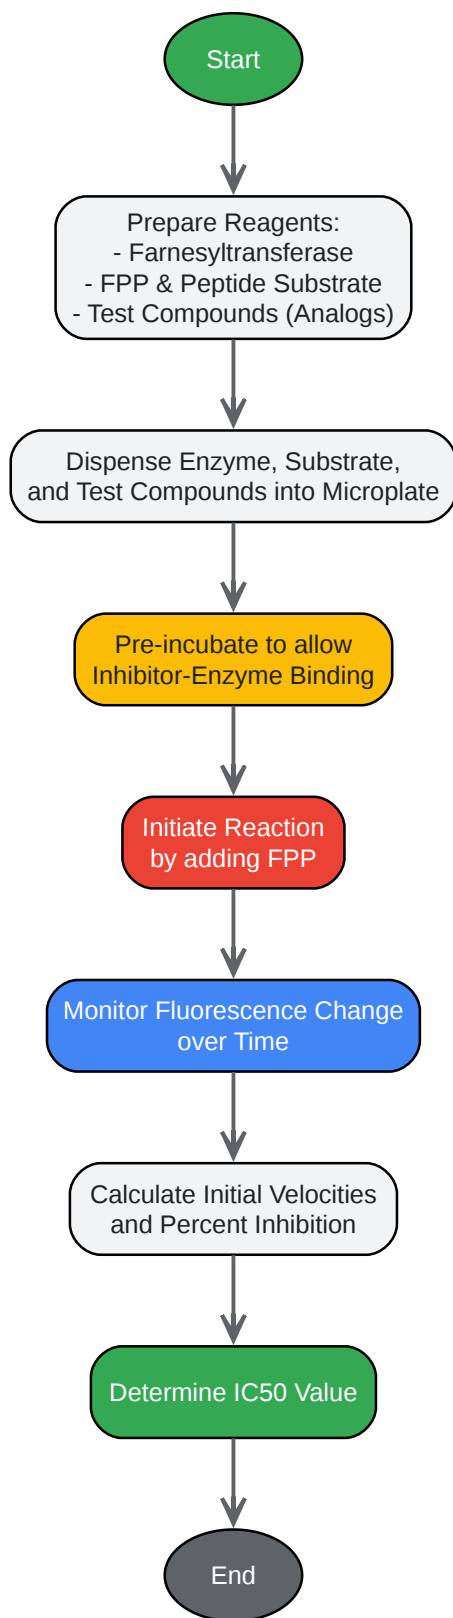 Start
Prepare Reagents:
- Farnesyltransferase
- FPP & Peptide Substrate
- Test Compounds (Analogs)
Dispense Enzyme, Substrate,
and Test Compounds into Microplate
Pre-incubate to allow
Inhibitor-Enzyme Binding
Initiate Reaction
by adding FPP
Monitor Fluorescence Change
over Time
Calculate Initial Velocities
and Percent Inhibition
Determine IC50 Value
End